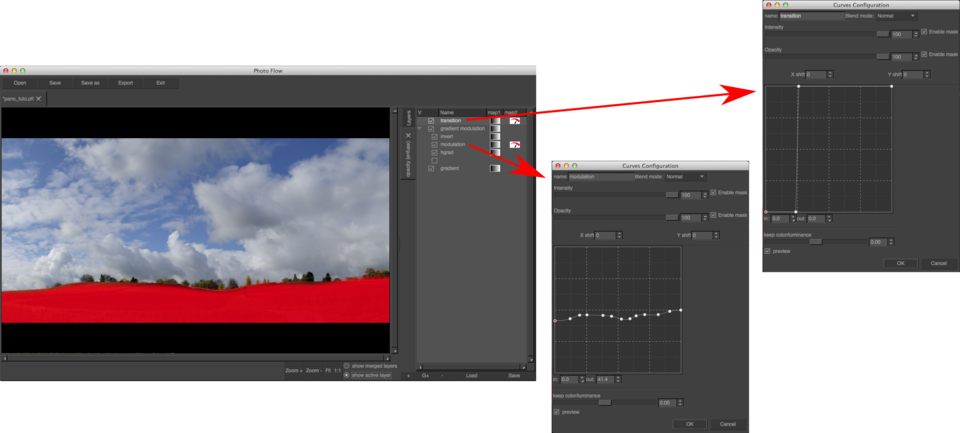 Photo Flow
Open Save Save as Export Exit
*pano_tuto.pfi
V Name map1 map2
Layers
transition
gradient modulation
invert
modulation
gradient
Zoom + Zoom - Fit 1:1
show merged layers
show active layer
+ G+ - Load Save
Curves Configuration
name: modulation Blend mode: Normal
Intensity
100 Enable mask
Opacity
100 Enable mask
X shift 0 Y shift 0
in: 0.0 out: 41.4
keep color/luminance
0.00
preview
OK Cancel
Curves Configuration
name: transition Blend mode: Normal
Intensity
100 Enable mask
Opacity
100 Enable mask
X shift 0 Y shift 0
in: 0.0 out: 0.0
keep color/luminance
0.00
preview
OK Cancel